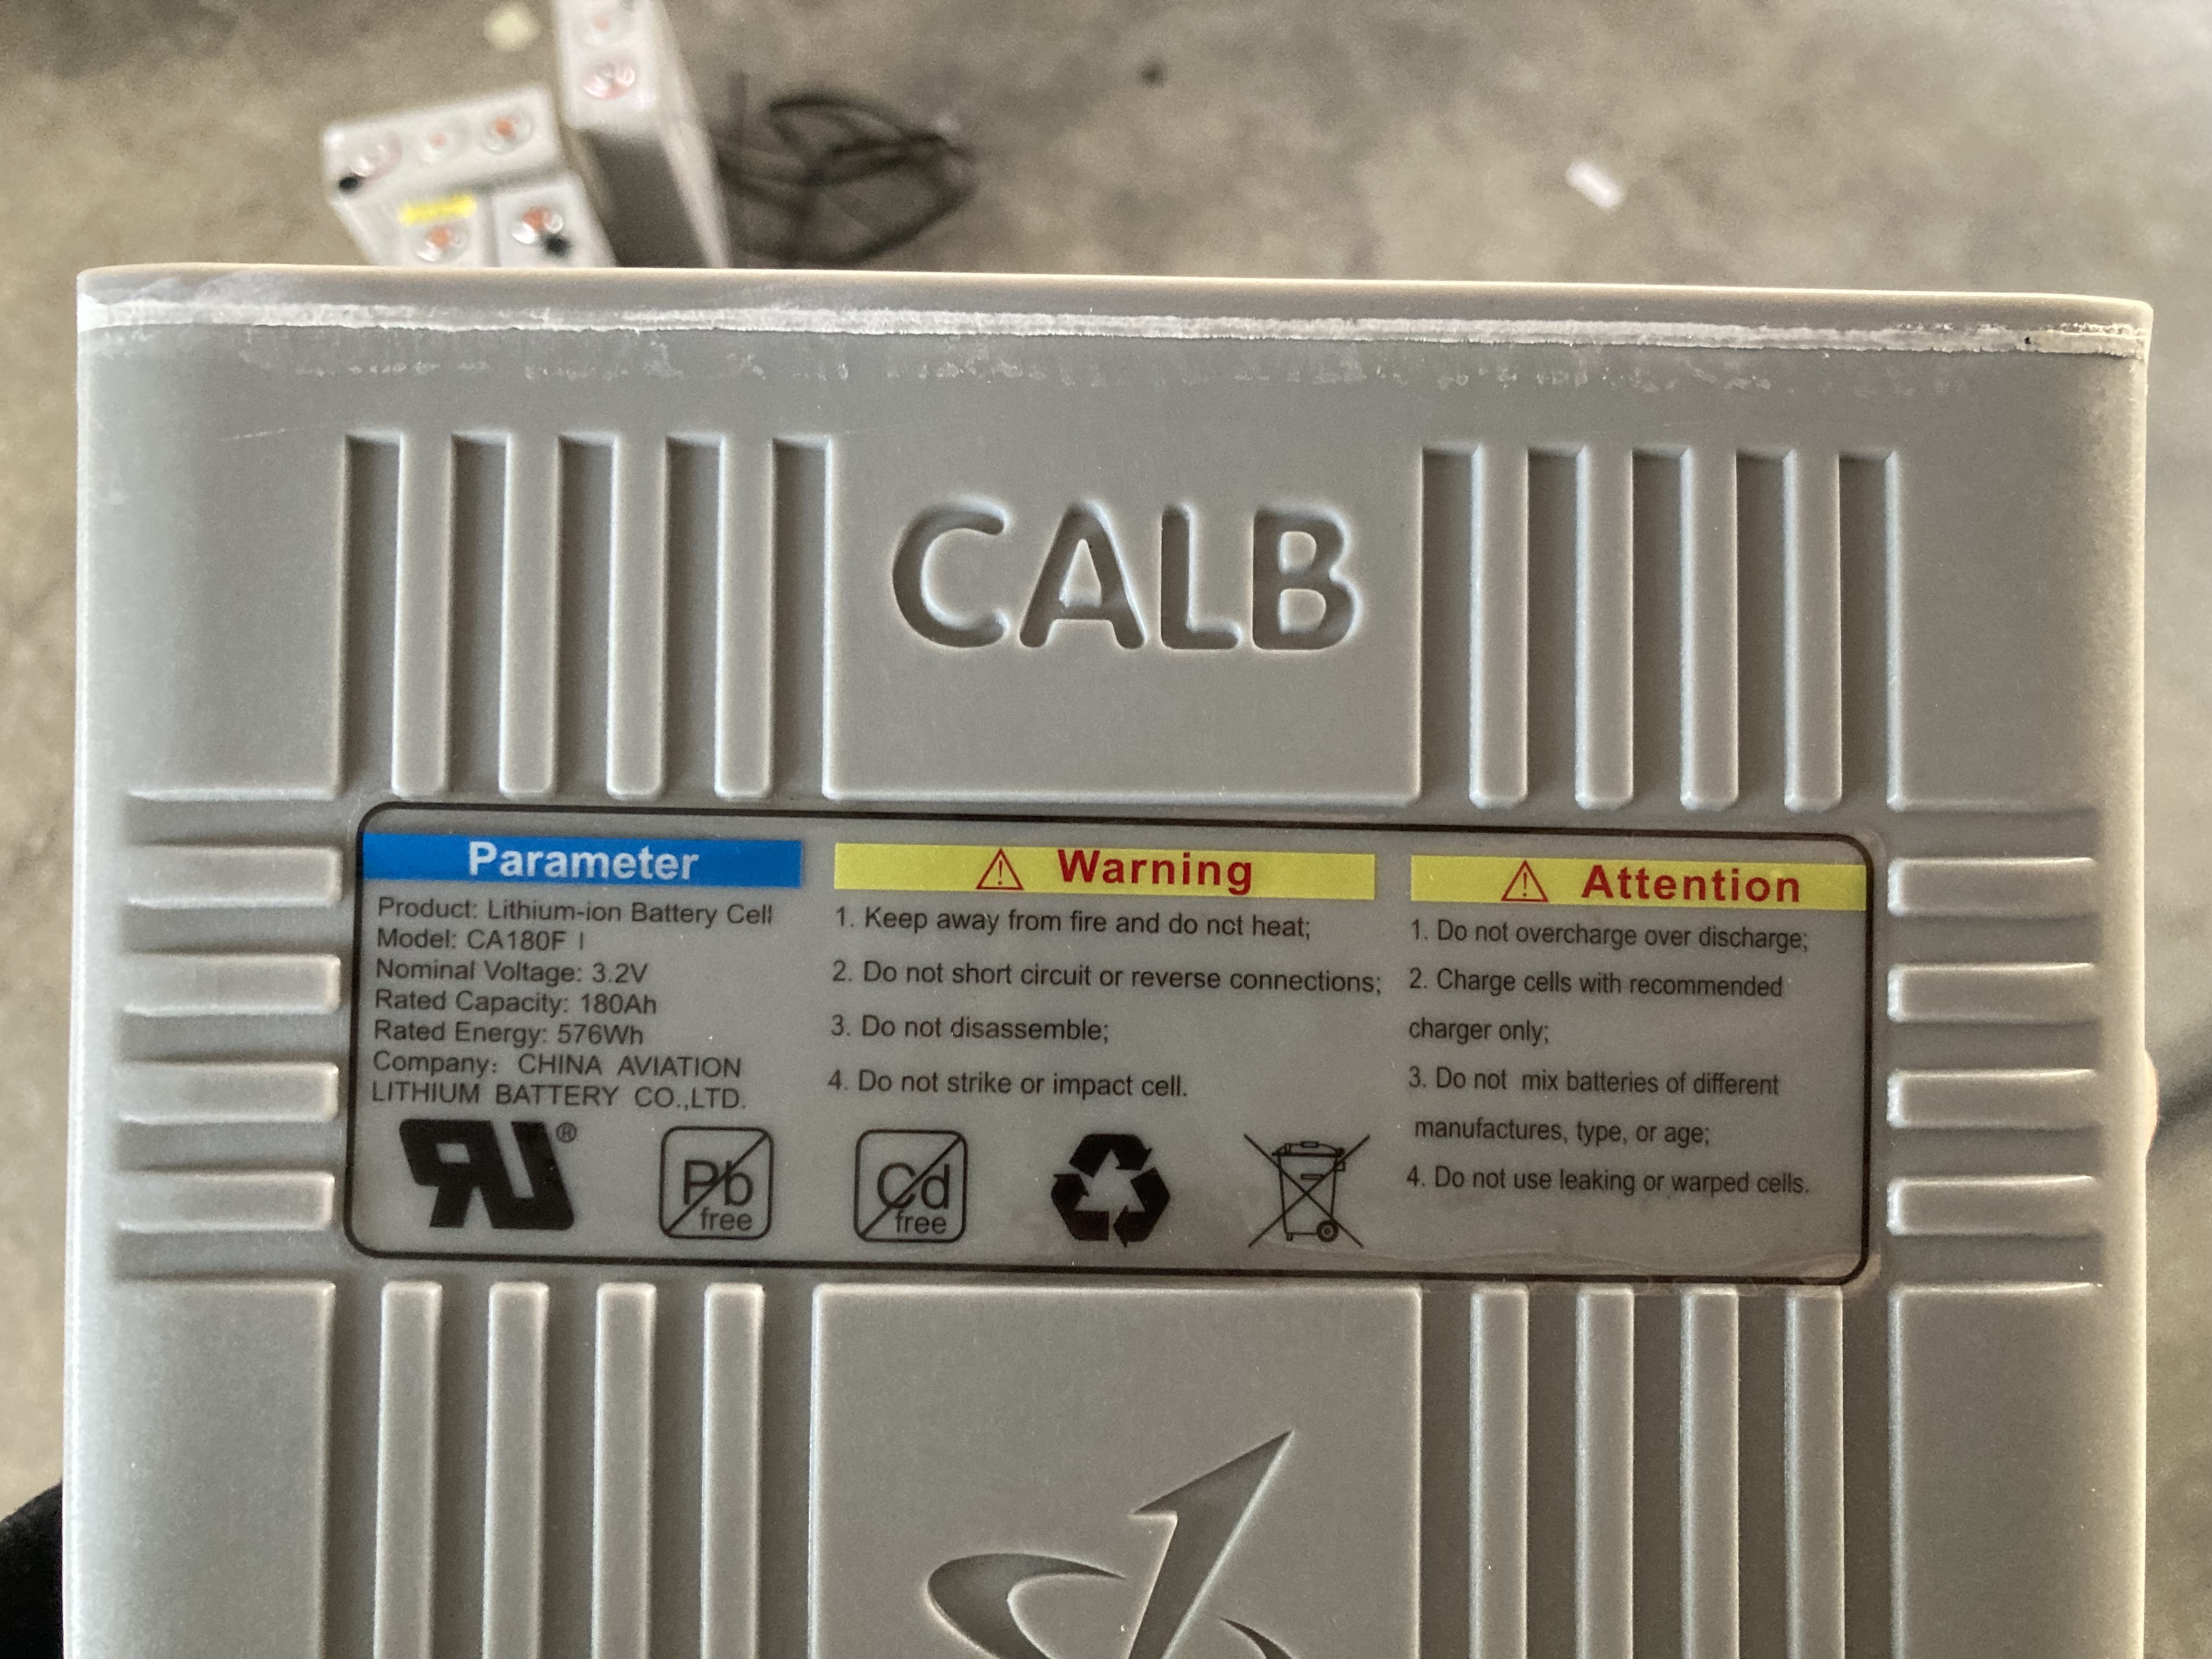 CALB
Parameter
Product: Lithium-ion Battery Cell
Model: CA180F I
Nominal Voltage: 3.2V
Rated Capacity: 180Ah
Rated Energy: 576Wh
Company: CHINA AVIATION
LITHIUM BATTERY CO.,LTD.
Warning
1. Keep away from fire and do not heat;
2. Do not short circuit or reverse connections;
3. Do not disassemble;
4. Do not strike or impact cell.
Attention
1. Do not overcharge over discharge;
2. Charge cells with recommended
charger only;
3. Do not mix batteries of different
manufactures, type, or age;
4. Do not use leaking or warped cells.
RU®
Pb
free
Cd
free